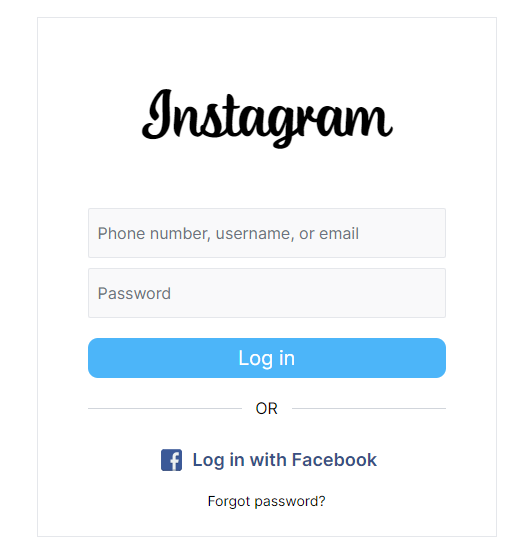 Instagram
Phone number, username, or email
Password
Log in
OR
Log in with Facebook
Forgot password?